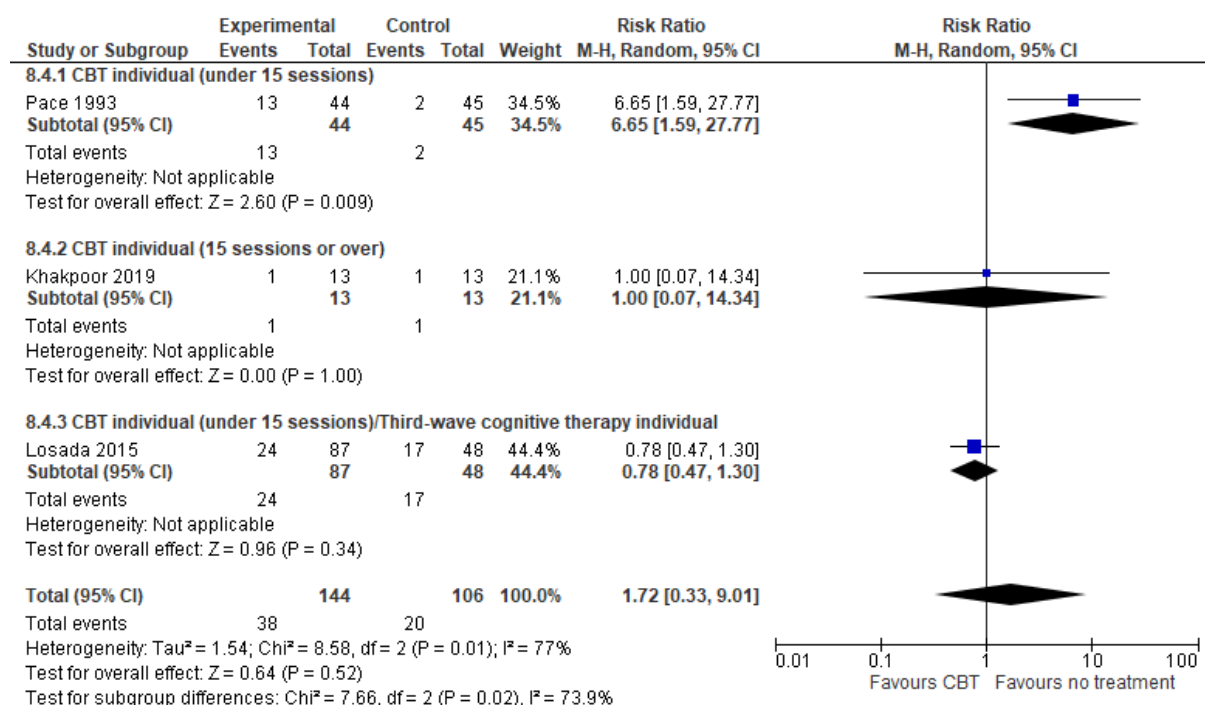 Experimental Control Risk Ratio Risk Ratio
Study or Subgroup Events Total Events Total Weight M-H, Random, 95% CI M-H, Random, 95% CI
8.4.1 CBT individual (under 15 sessions)
Pace 1993 13 44 2 45 34.5% 6.65 [1.59, 27.77]
Subtotal (95% CI) 44 45 34.5% 6.65 [1.59, 27.77]
Total events 13 2
Heterogeneity: Not applicable
Test for overall effect: Z = 2.60 (P = 0.009)
8.4.2 CBT individual (15 sessions or over)
Khakpoor 2019 1 13 1 13 21.1% 1.00 [0.07, 14.34]
Subtotal (95% CI) 13 13 21.1% 1.00 [0.07, 14.34]
Total events 1 1
Heterogeneity: Not applicable
Test for overall effect: Z = 0.00 (P = 1.00)
8.4.3 CBT individual (under 15 sessions)/Third-wave cognitive therapy individual
Losada 2015 24 87 17 48 44.4% 0.78 [0.47, 1.30]
Subtotal (95% CI) 87 48 44.4% 0.78 [0.47, 1.30]
Total events 24 17
Heterogeneity: Not applicable
Test for overall effect: Z = 0.96 (P = 0.34)
Total (95% CI) 144 106 100.0% 1.72 [0.33, 9.01]
Total events 38 20
Heterogeneity: Tau² = 1.54; Chi² = 8.58, df = 2 (P = 0.01); I² = 77%
Test for overall effect: Z = 0.64 (P = 0.52)
Test for subgroup differences: Chi² = 7.66, df = 2 (P = 0.02), I² = 73.9%
0.01 0.1 1 10 100
Favours CBT Favours no treatment